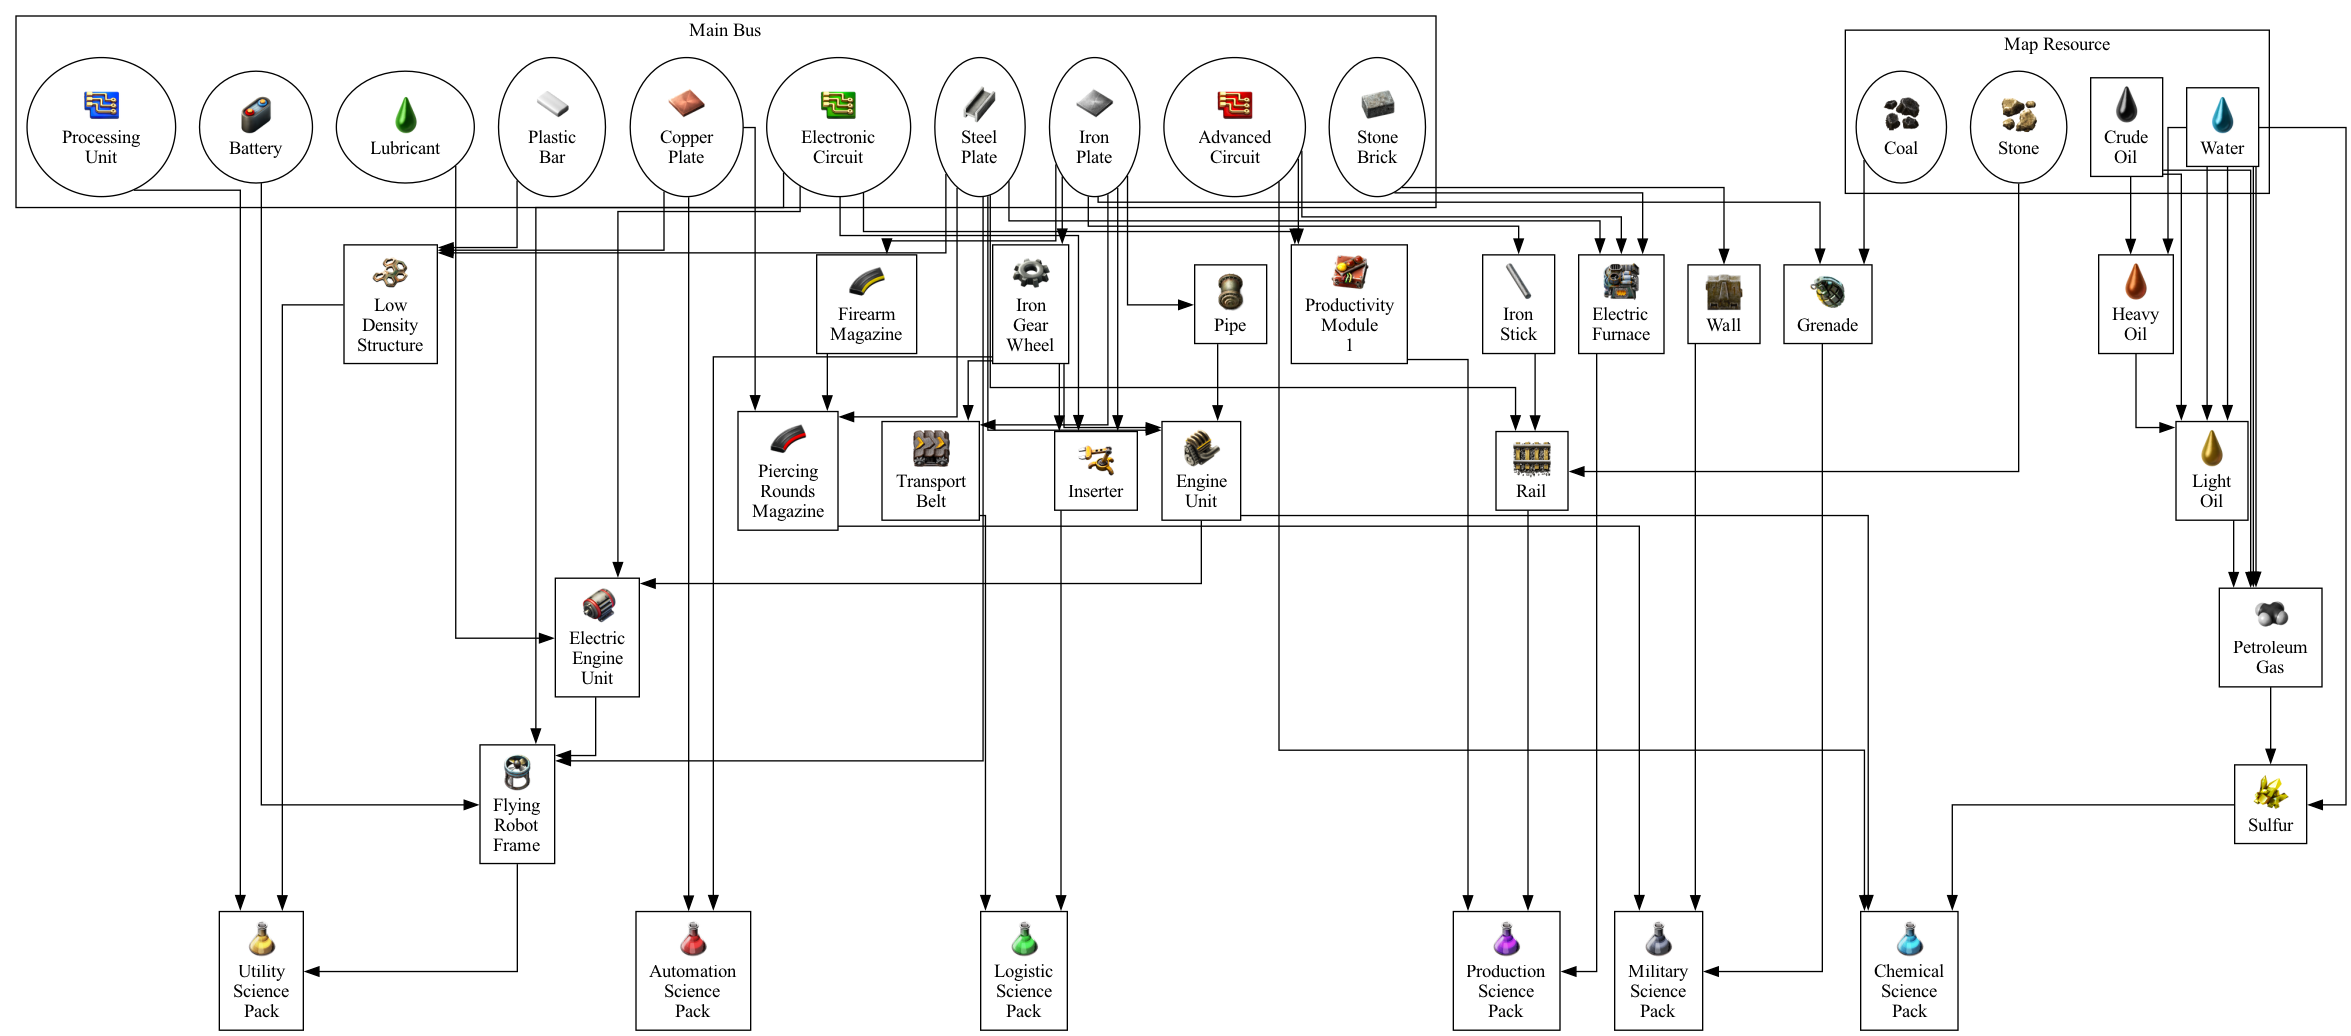 Main Bus
Map Resource
Processing
Unit
Battery
Lubricant
Plastic
Bar
Copper
Plate
Electronic
Circuit
Steel
Plate
Iron
Plate
Advanced
Circuit
Stone
Brick
Coal
Stone
Crude
Oil
Water
Low
Density
Structure
Firearm
Magazine
Iron
Gear
Wheel
Pipe
Productivity
Module
1
Iron
Stick
Electric
Furnace
Wall
Grenade
Heavy
Oil
Piercing
Rounds
Magazine
Transport
Belt
Inserter
Engine
Unit
Rail
Light
Oil
Electric
Engine
Unit
Petroleum
Gas
Flying
Robot
Frame
Sulfur
Utility
Science
Pack
Automation
Science
Pack
Logistic
Science
Pack
Production
Science
Pack
Military
Science
Pack
Chemical
Science
Pack